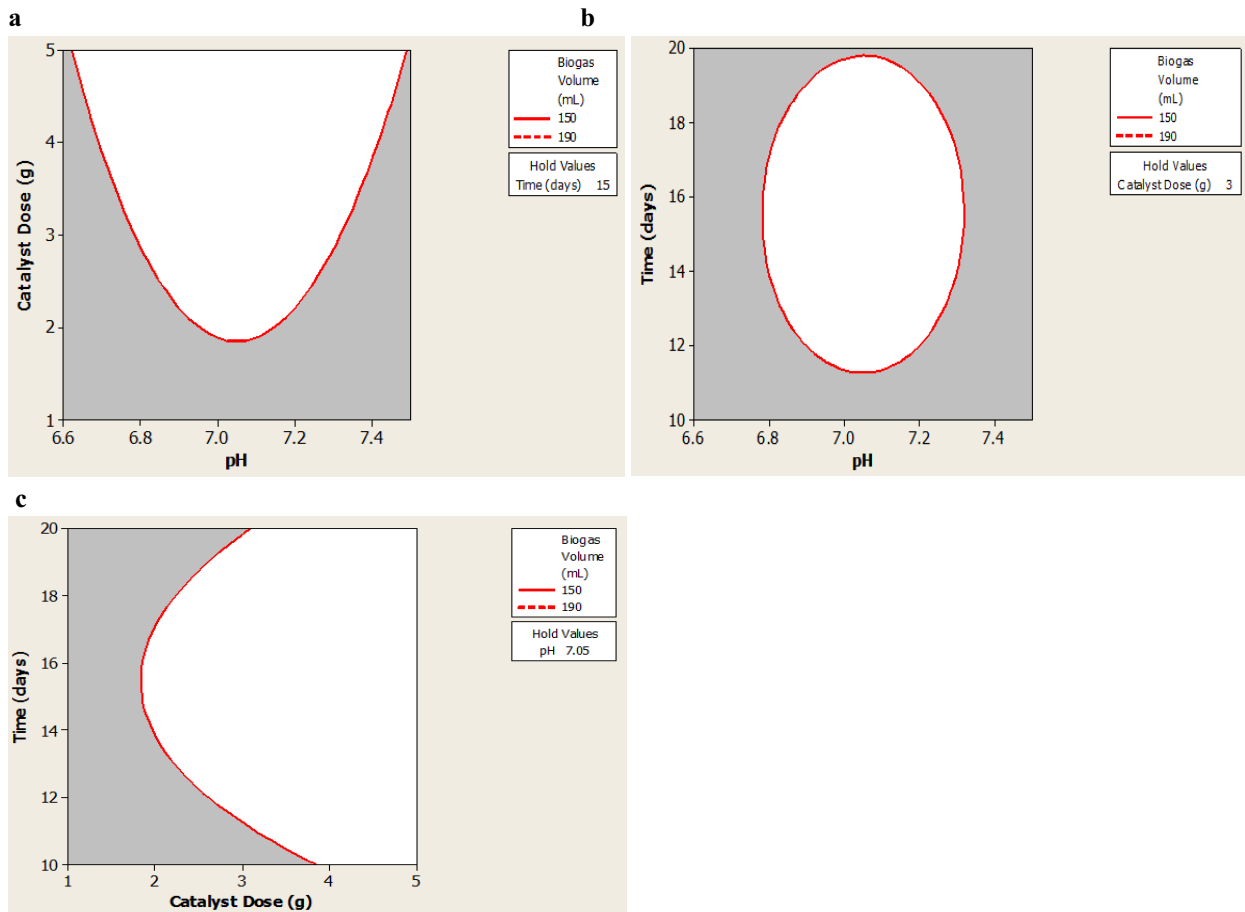 a
5
4
3
2
1
Catalyst Dose (g)
6.6 6.8 7.0 7.2 7.4
pH
Biogas
Volume
(mL)
150
190
Hold Values
Time (days) 15
b
20
18
16
14
12
10
Time (days)
6.6 6.8 7.0 7.2 7.4
pH
Biogas
Volume
(mL)
150
190
Hold Values
Catalyst Dose (g) 3
c
20
18
16
14
12
10
Time (days)
1 2 3 4 5
Catalyst Dose (g)
Biogas
Volume
(mL)
150
190
Hold Values
pH 7.05